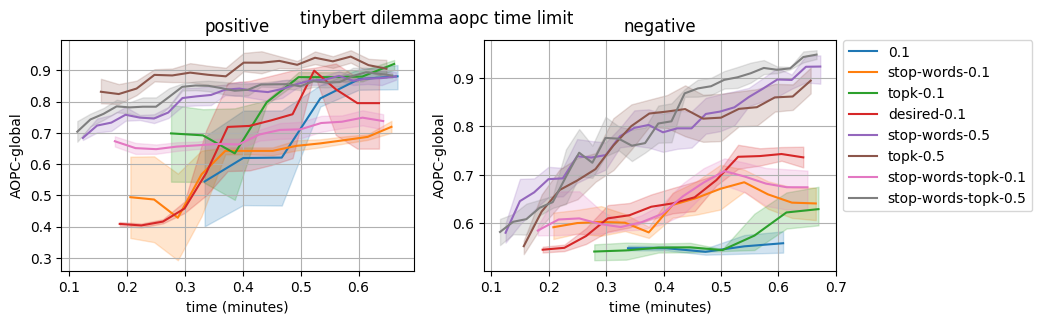 tinybert dilemma aopc time limit
positive
negative
AOPC-global
0.9
0.8
0.7
0.6
0.5
0.4
0.3
0.1
0.2
0.3
0.4
0.5
0.6
time (minutes)
AOPC-global
0.9
0.8
0.7
0.6
0.1
0.2
0.3
0.4
0.5
0.6
0.7
time (minutes)
0.1
stop-words-0.1
topk-0.1
desired-0.1
stop-words-0.5
topk-0.5
stop-words-topk-0.1
stop-words-topk-0.5